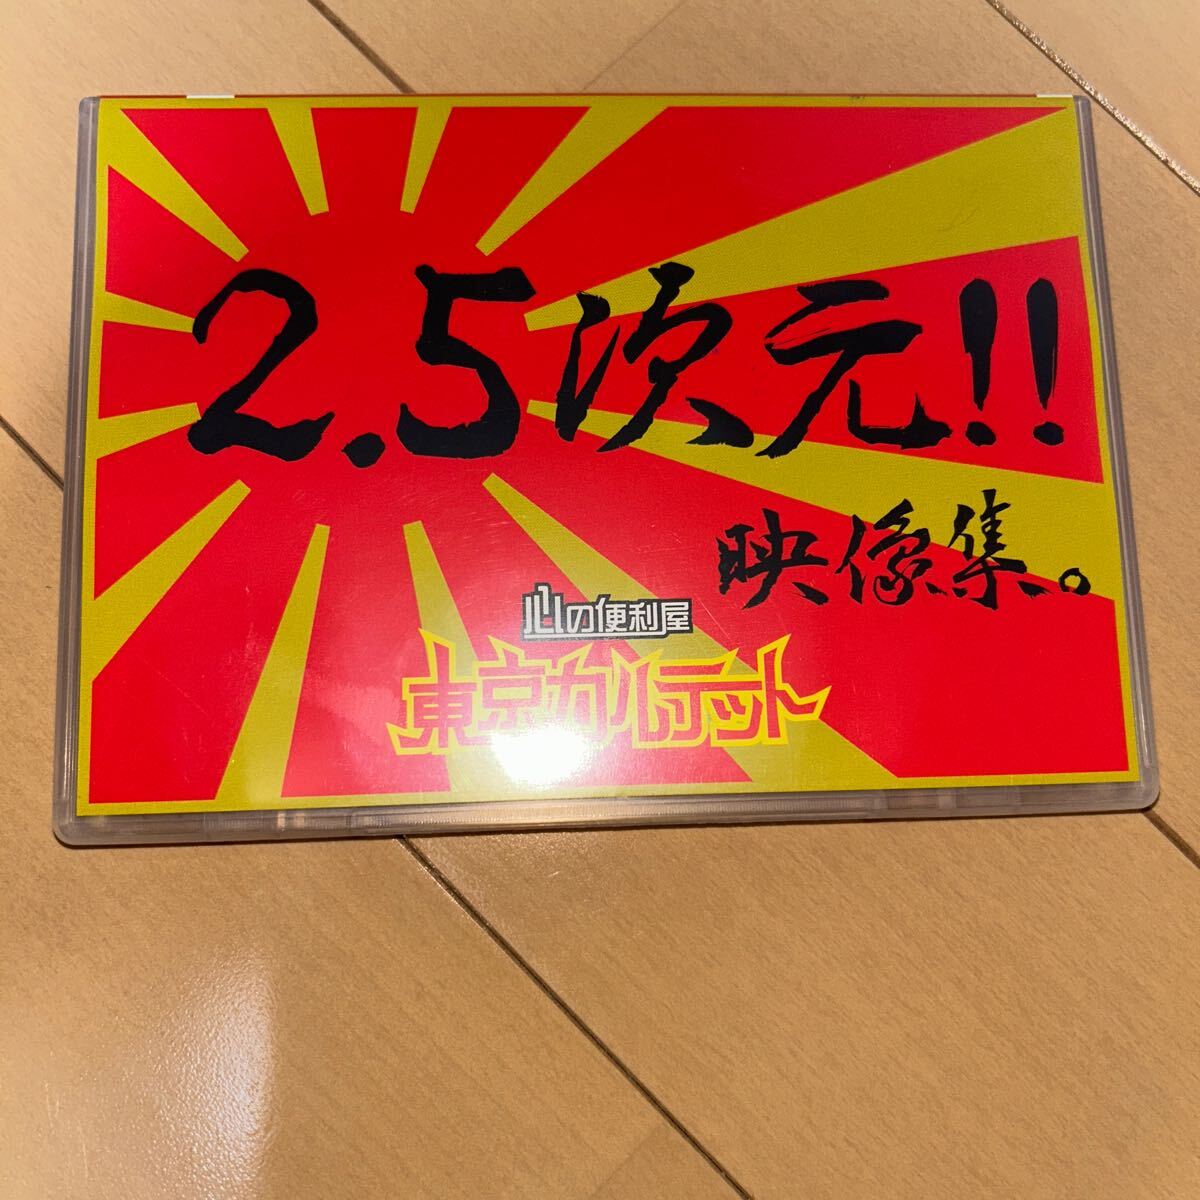 2.5次元!!
映像集。
心の便利屋
東京カルテット